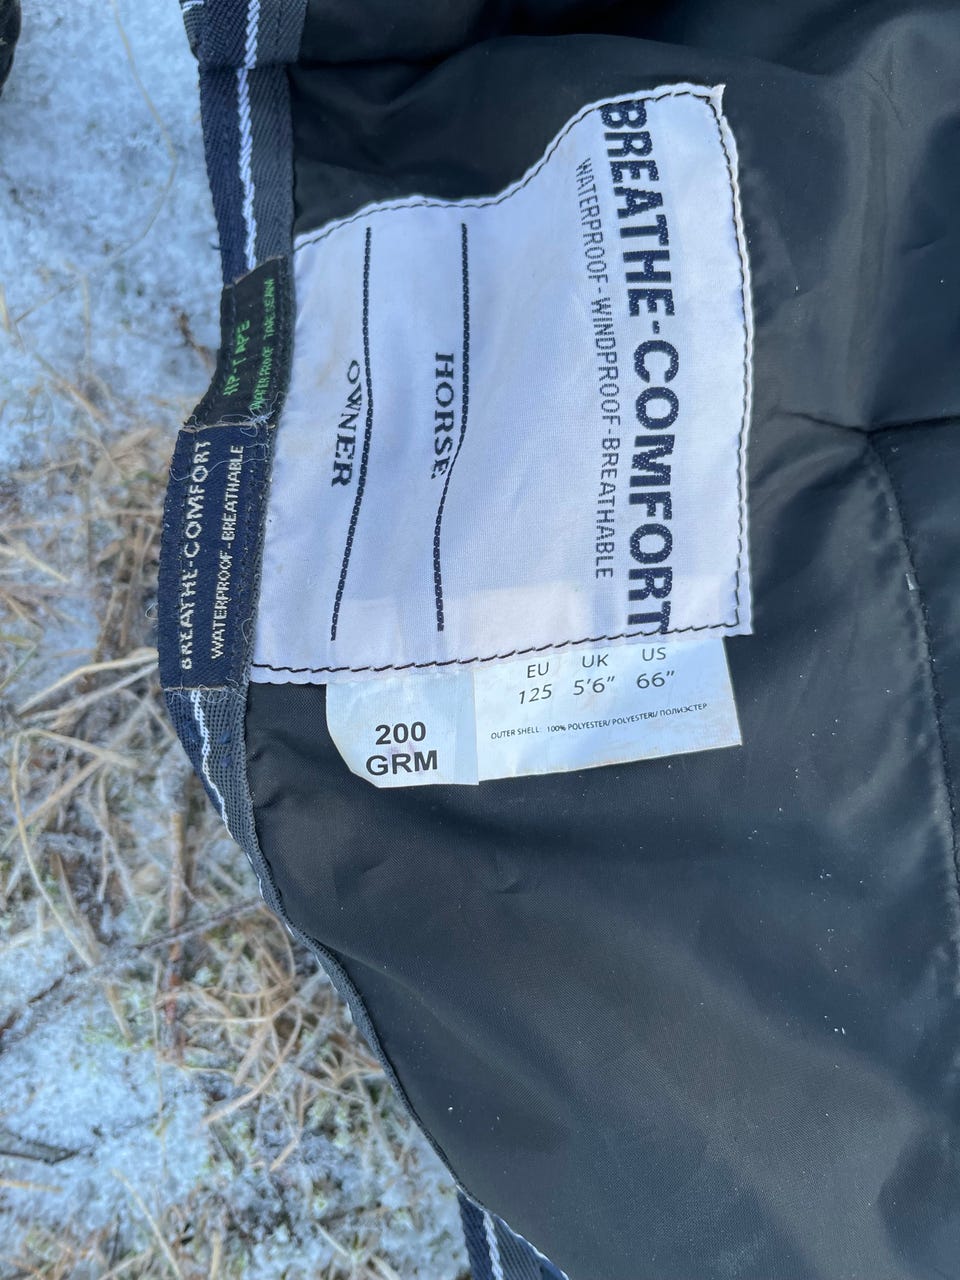 BREATHE-COMFORT
WATERPROOF-WINDPROOF-BREATHABLE
HORSE
OWNER
BREATHE-COMFORT
WATERPROOF-BREATHABLE
EU UK US
125 5'6" 66"
OUTER SHELL: 100% POLYESTER/ POLYESTER/ ПОЛИЭСТЕР
200
GRM